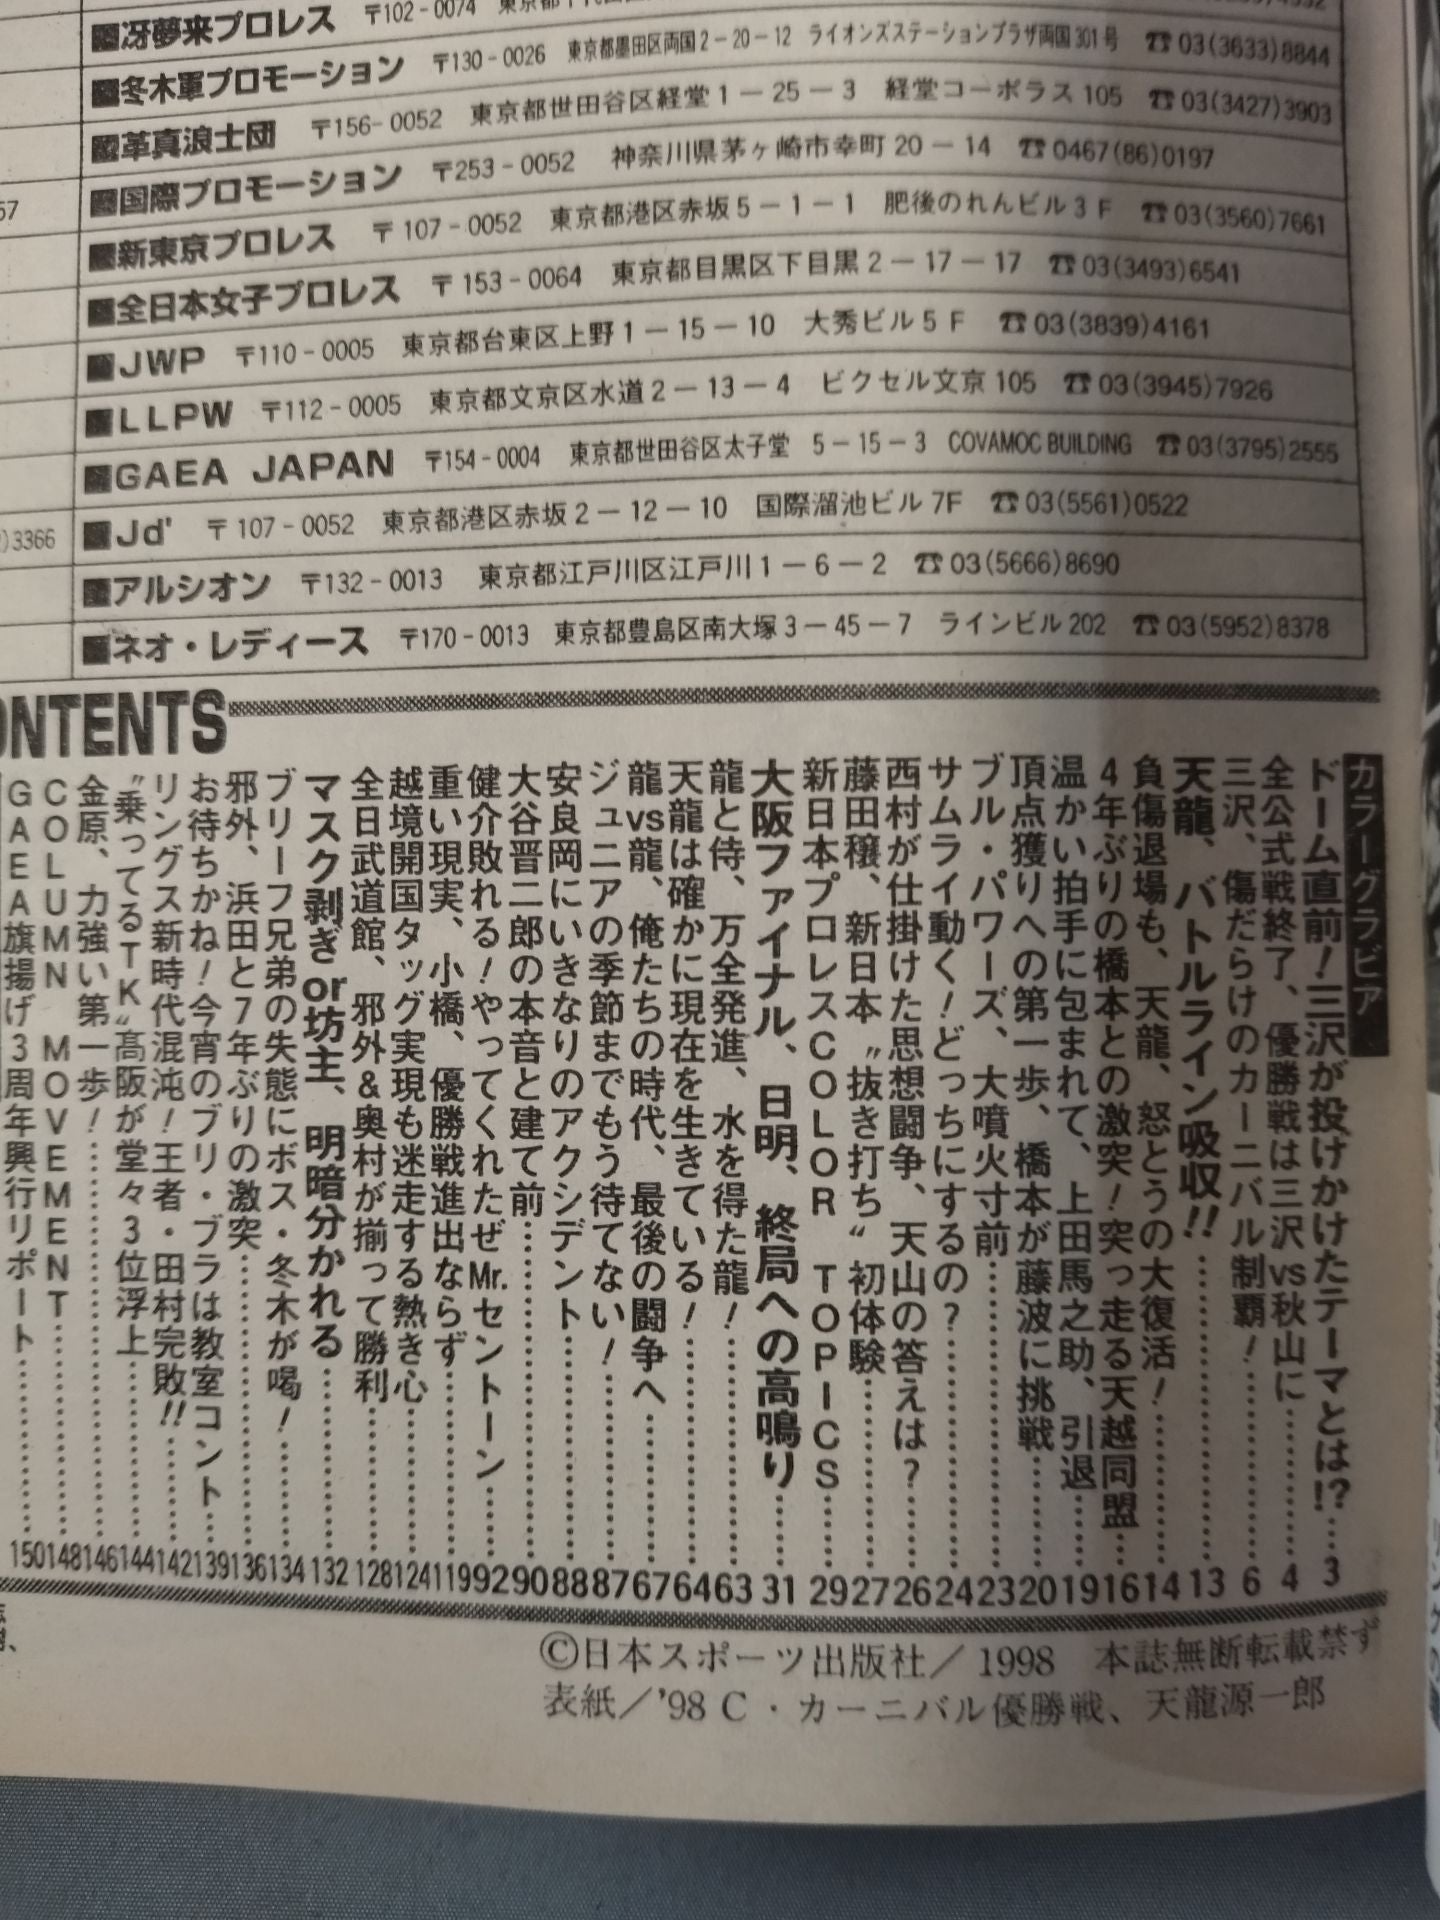 ■冴夢来プロレス 〒102-0074
■冬木軍プロモーション 〒130-0026 東京都墨田区両国2-20-12 ライオンズステーションプラザ両国301号 ☎03(3633)8844
■革真浪士団 〒156-0052 東京都世田谷区経堂1-25-3 経堂コーポラス105 ☎03(3427)3903
■国際プロモーション 〒253-0052 神奈川県茅ヶ崎市幸町20-14 ☎0467(86)0197
■新東京プロレス 〒107-0052 東京都港区赤坂5-1-1 肥後のれんビル3F ☎03(3560)7661
■全日本女子プロレス 〒153-0064 東京都目黒区下目黒2-17-17 ☎03(3493)6541
■JWP 〒110-0005 東京都台東区上野1-15-10 大秀ビル5F ☎03(3839)4161
■LLPW 〒112-0005 東京都文京区水道2-13-4 ビクセル文京105 ☎03(3945)7926
■GAEA JAPAN 〒154-0004 東京都世田谷区太子堂 5-15-3 COVAMOC BUILDING ☎03(3795)2555
■Jd' 〒107-0052 東京都港区赤坂2-12-10 国際溜池ビル7F ☎03(5561)0522
■アルシオン 〒132-0013 東京都江戸川区江戸川1-6-2 ☎03(5666)8690
■ネオ・レディース 〒170-0013 東京都豊島区南大塚3-45-7 ラインビル202 ☎03(5952)8378
57
)3366
ONTENTS
カラーグラビア
ドーム直前!三沢が投げかけたテーマとは!?…3
全公式戦終了、優勝戦は三沢vs秋山に…4
三沢、傷だらけのカーニバル制覇!…6
天龍、バトルライン吸収!!…13
負傷退場も、天龍、怒とうの大復活!…14
4年ぶりの橋本との激突!突っ走る天越同盟…16
温かい拍手に包まれて、上田馬之助、引退…19
頂点獲りへの第一歩、橋本が藤波に挑戦…20
ブル・パワーズ、大噴火寸前…23
サムライ動く!どっちにするの?…24
西村が仕掛けた思想闘争、天山の答えは?…26
藤田穣、新日本〝抜き打ち〟初体験…27
新日本プロレスCOLOR TOPICS…29
大阪ファイナル、日明、終局への高鳴り…31
龍と侍、万全発進、水を得た龍!…63
天龍は確かに現在を生きている!…64
龍vs龍、俺たちの時代、最後の闘争へ…67
ジュニアの季節までもう待てない!…76
安良岡にいきなりのアクシデント…88
大谷晋二郎の本音と建て前…90
健介敗れる!やってくれたぜMr.セントーン…92
重い現実、小橋、優勝戦進出ならず…119
越境開国タッグ実現も迷走する熱き心…124
全日武道館、邪外&奥村が揃って勝利…128
マスク剥ぎor坊主、明暗分かれる…132
ブリーフ兄弟の失態にボス・冬木が喝!…134
邪外、浜田と7年ぶりの激突…136
お待ちかね!今宵のブリ・ブラは教室コント…139
リングス新時代混沌!王者・田村完敗!!…142
〝乗ってるTK〟髙阪が堂々3位浮上…144
金原、力強い第一歩!…146
COLUMN MOVEMENT…148
GAEA旗揚げ3周年興行リポート…150
©日本スポーツ出版社/1998 本誌無断転載禁ず
表紙/'98 C・カーニバル優勝戦、天龍源一郎